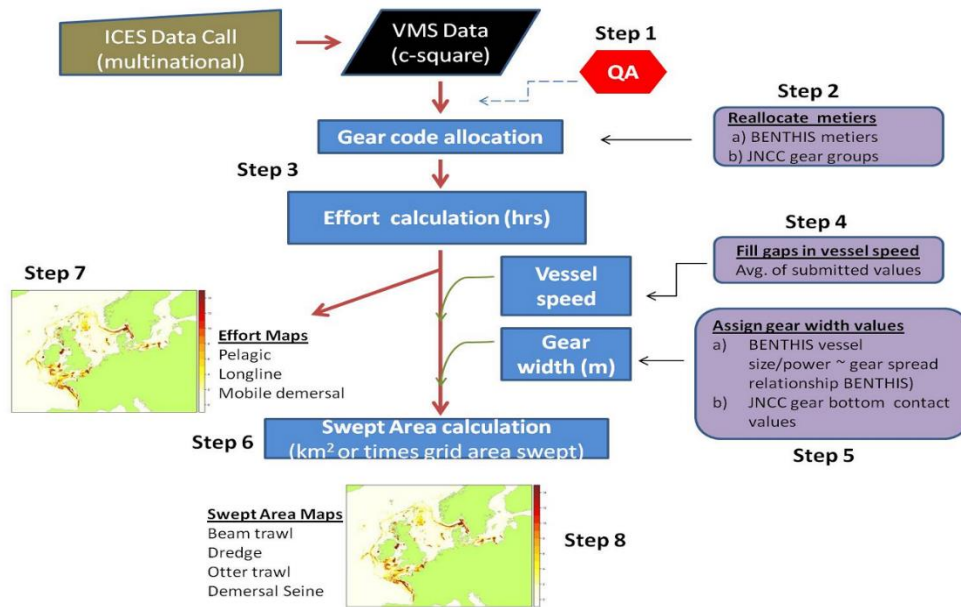 ICES Data Call
(multinational)
VMS Data
(c-square)
Step 1
QA
Step 2
Reallocate metiers
a) BENTHIS metiers
b) JNCC gear groups
Gear code allocation
Step 3
Effort calculation (hrs)
Step 4
Fill gaps in vessel speed
Avg. of submitted values
Vessel
speed
Step 7
Effort Maps
Pelagic
Longline
Mobile demersal
Gear
width (m)
Assign gear width values
a) BENTHIS vessel
size/power ~ gear spread
relationship BENTHIS)
b) JNCC gear bottom contact
values
Step 5
Step 6
Swept Area calculation
(km² or times grid area swept)
Swept Area Maps
Beam trawl
Dredge
Otter trawl
Demersal Seine
Step 8